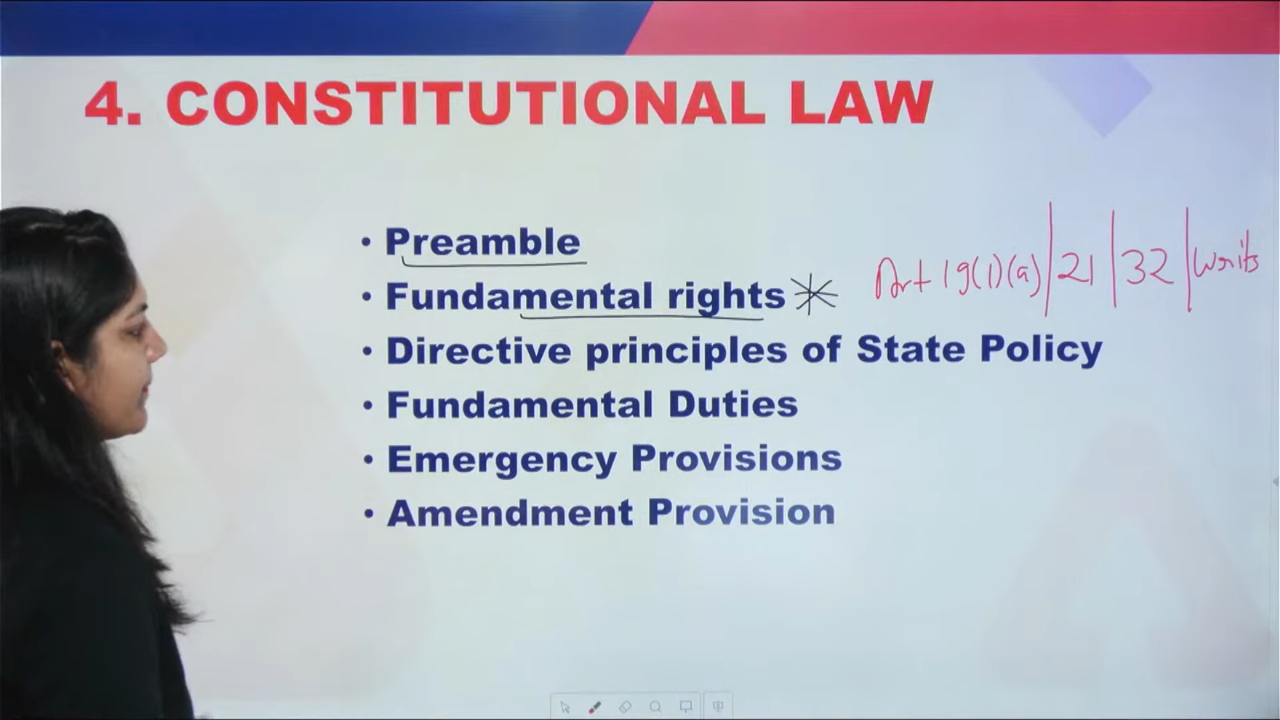 4. CONSTITUTIONAL LAW
• Preamble
• Fundamental rights Art 19(1)(a) | 21 | 32 | writs
• Directive principles of State Policy
• Fundamental Duties
• Emergency Provisions
• Amendment Provision